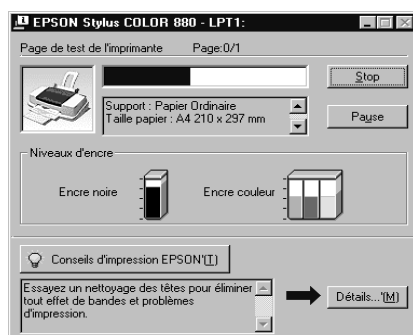 EPSON Stylus COLOR 880 - LPT1:
Page de test de l'imprimante Page:0/1
Stop
Support : Papier Ordinaire
Taille papier : A4 210 x 297 mm
Pause
Niveaux d'encre
Encre noire Encre couleur
Conseils d'impression EPSON'(T)
Essayez un nettoyage des têtes pour éliminer
tout effet de bandes et problèmes
d'impression.
Détails...'(M)